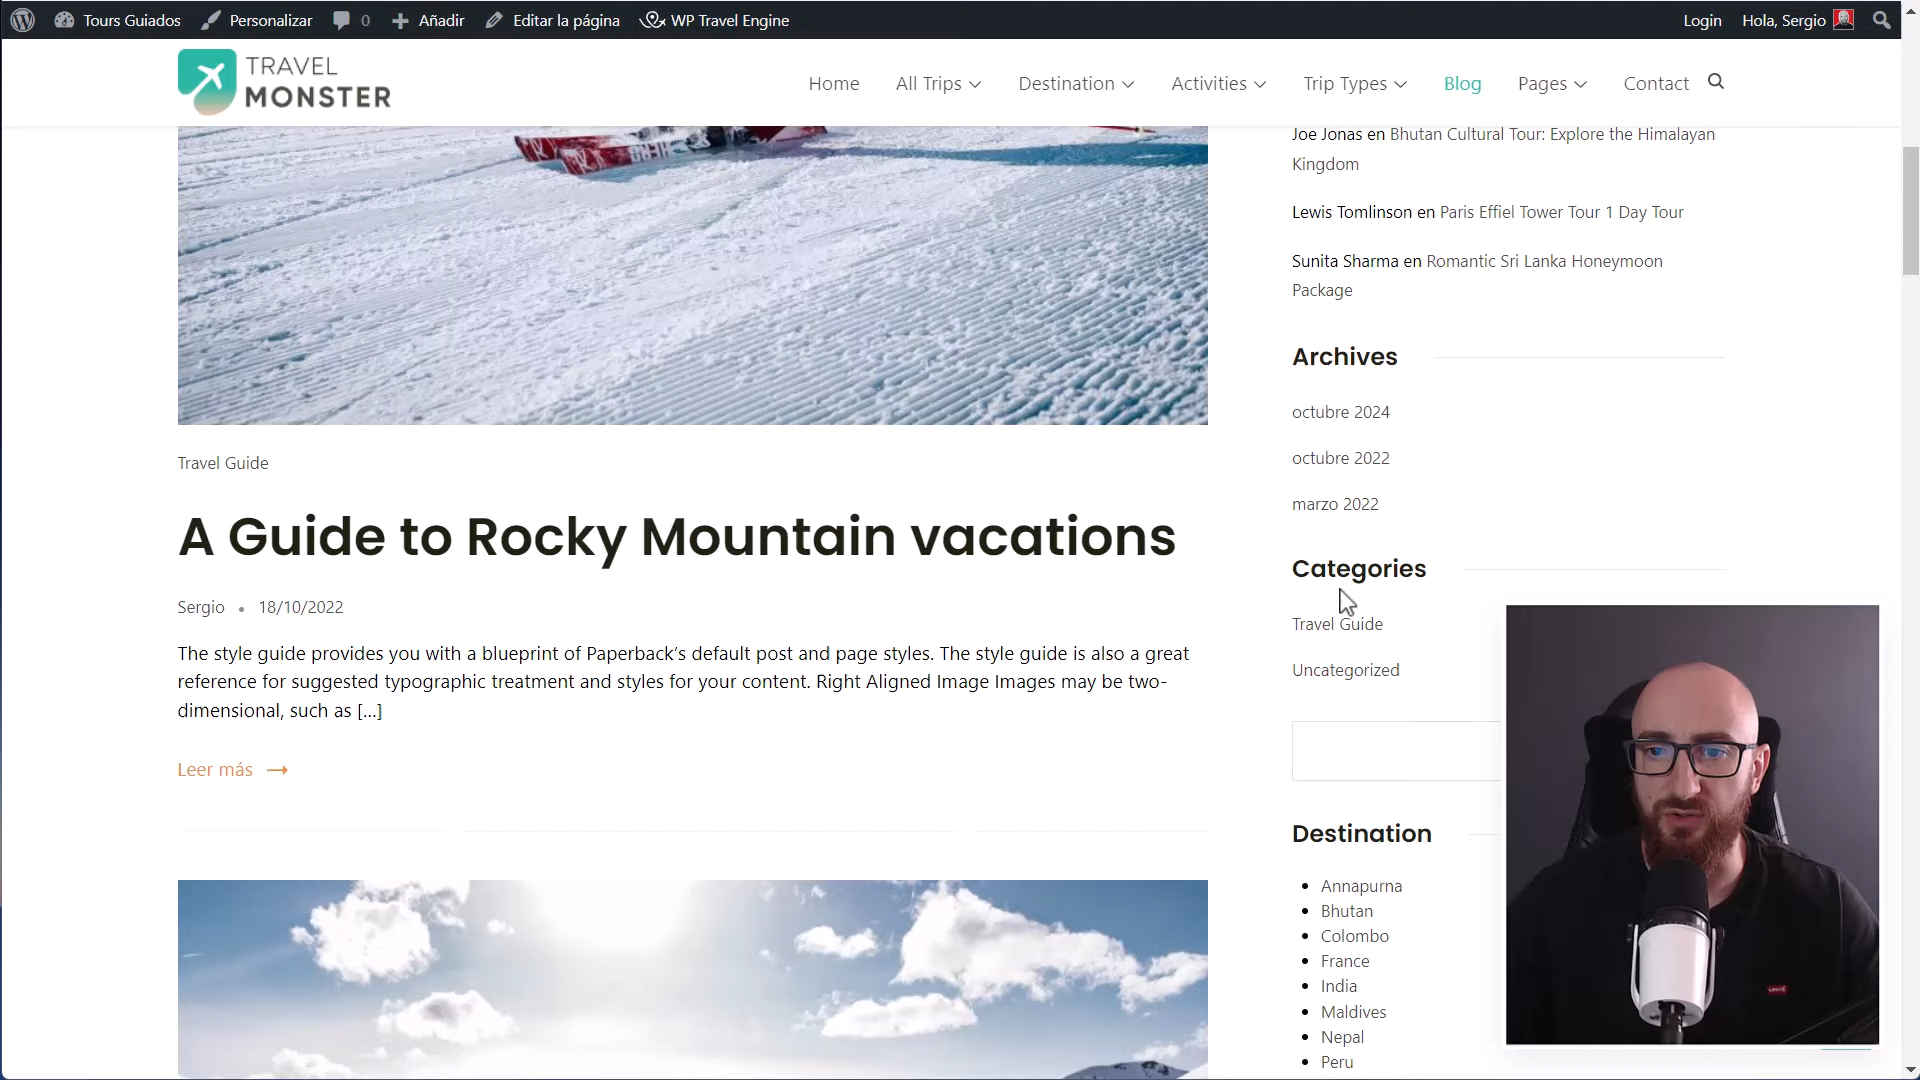 Tours Guiados
Personalizar
0
Añadir
Editar la página
WP Travel Engine
Login
Hola, Sergio
TRAVEL
MONSTER
Home
All Trips
Destination
Activities
Trip Types
Blog
Pages
Contact
Travel Guide
A Guide to Rocky Mountain vacations
Sergio • 18/10/2022
The style guide provides you with a blueprint of Paperback’s default post and page styles. The style guide is also a great
reference for suggested typographic treatment and styles for your content. Right Aligned Image Images may be two-
dimensional, such as […]
Leer más
Joe Jonas en Bhutan Cultural Tour: Explore the Himalayan
Kingdom
Lewis Tomlinson en Paris Effiel Tower Tour 1 Day Tour
Sunita Sharma en Romantic Sri Lanka Honeymoon
Package
Archives
octubre 2024
octubre 2022
marzo 2022
Categories
Travel Guide
Uncategorized
Destination
Annapurna
Bhutan
Colombo
France
India
Maldives
Nepal
Peru